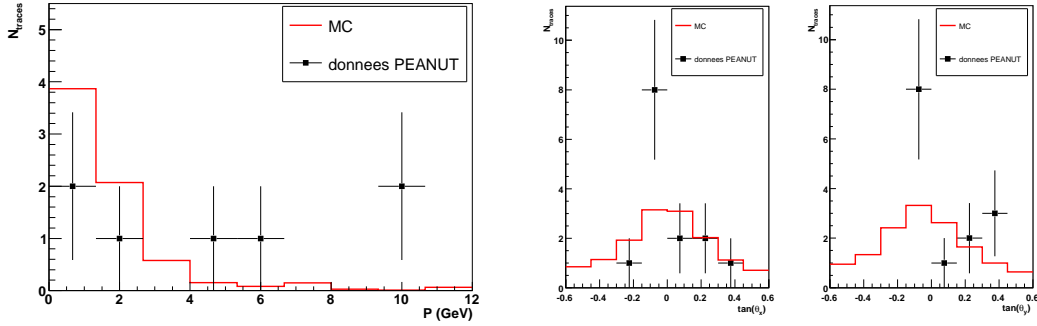 N_traces
5
4
3
2
1
0
MC
donnees PEANUT
0 2 4 6 8 10 12
P (GeV)
N_traces
10
8
6
4
2
0
MC
donnees PEANUT
-0.6 -0.4 -0.2 0 0.2 0.4 0.6
tan(θ_x)
N_traces
10
8
6
4
2
0
MC
donnees PEANUT
-0.6 -0.4 -0.2 0 0.2 0.4 0.6
tan(θ_y)